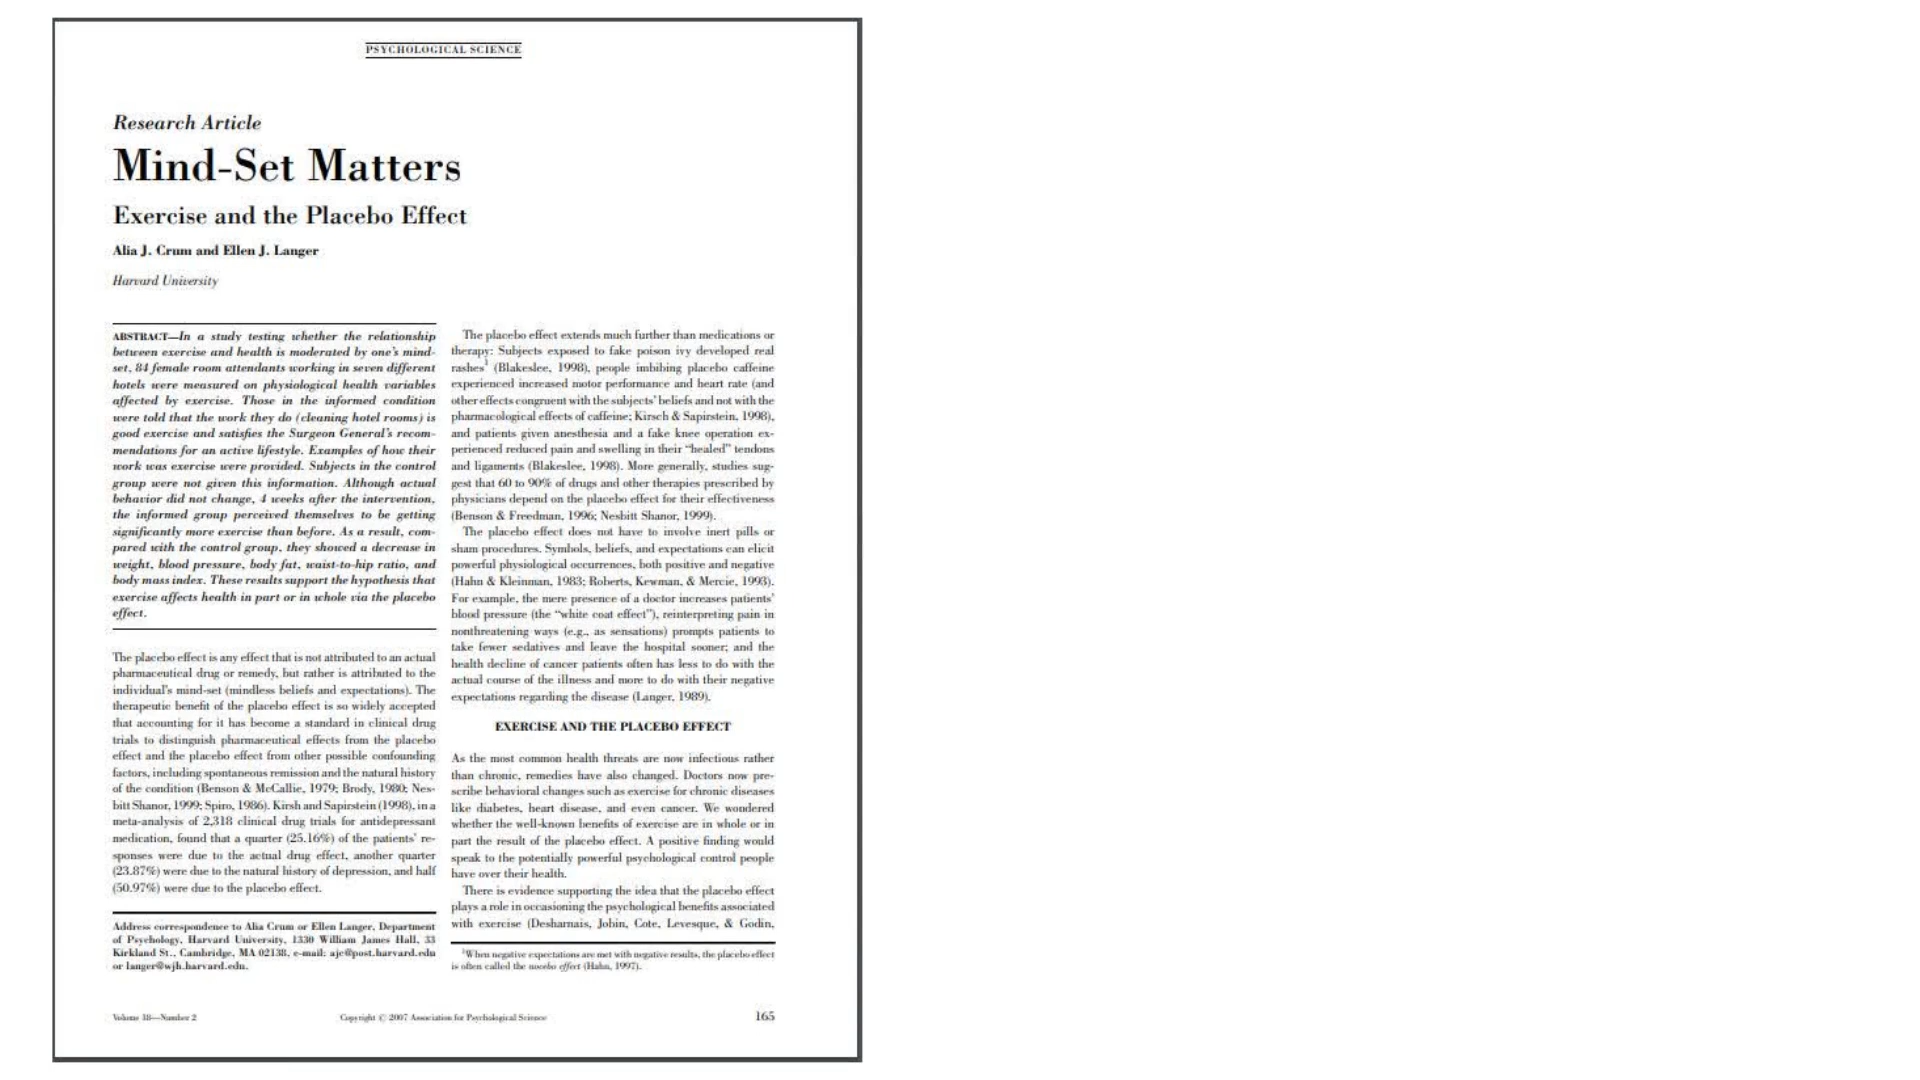 PSYCHOLOGICAL SCIENCE
Research Article
Mind-Set Matters
Exercise and the Placebo Effect
Alia J. Crum and Ellen J. Langer
Harvard University
ABSTRACT—In a study testing whether the relationship
between exercise and health is moderated by one's mind-
set, 84 female room attendants working in seven different
hotels were measured on physiological health variables
affected by exercise. Those in the informed condition
were told that the work they do (cleaning hotel rooms) is
good exercise and satisfies the Surgeon General's recom-
mendations for an active lifestyle. Examples of how their
work was exercise were provided. Subjects in the control
group were not given this information. Although actual
behavior did not change, 4 weeks after the intervention,
the informed group perceived themselves to be getting
significantly more exercise than before. As a result, com-
pared with the control group, they showed a decrease in
weight, blood pressure, body fat, waist-to-hip ratio, and
body mass index. These results support the hypothesis that
exercise affects health in part or in whole via the placebo
effect.
The placebo effect is any effect that is not attributed to an actual
pharmaceutical drug or remedy, but rather is attributed to the
individual's mind-set (mindless beliefs and expectations). The
therapeutic benefit of the placebo effect is so widely accepted
that accounting for it has become a standard in clinical drug
trials to distinguish pharmaceutical effects from the placebo
effect and the placebo effect from other possible confounding
factors, including spontaneous remission and the natural history
of the condition (Benson & McCallie, 1979; Brody, 1980; Nes-
bitt Shanor, 1999; Spiro, 1986). Kirsh and Sapirstein (1998), in a
meta-analysis of 2,318 clinical drug trials for antidepressant
medication, found that a quarter (25.16%) of the patients' re-
sponses were due to the actual drug effect, another quarter
(23.87%) were due to the natural history of depression, and half
(50.97%) were due to the placebo effect.
Address correspondence to Alia Crum or Ellen Langer, Department
of Psychology, Harvard University, 1330 William James Hall, 33
Kirkland St., Cambridge, MA 02138, e-mail: ajc@post.harvard.edu
or langer@wjh.harvard.edu.
The placebo effect extends much further than medications or
therapy: Subjects exposed to fake poison ivy developed real
rashes1 (Blakeslee, 1998), people imbibing placebo caffeine
experienced increased motor performance and heart rate (and
other effects congruent with the subjects' beliefs and not with the
pharmacological effects of caffeine; Kirsch & Sapirstein, 1998),
and patients given anesthesia and a fake knee operation ex-
perienced reduced pain and swelling in their "healed" tendons
and ligaments (Blakeslee, 1998). More generally, studies sug-
gest that 60 to 90% of drugs and other therapies prescribed by
physicians depend on the placebo effect for their effectiveness
(Benson & Freedman, 1996; Nesbitt Shanor, 1999).
The placebo effect does not have to involve inert pills or
sham procedures. Symbols, beliefs, and expectations can elicit
powerful physiological occurrences, both positive and negative
(Hahn & Kleinman, 1983; Roberts, Kewman, & Mercie, 1993).
For example, the mere presence of a doctor increases patients'
blood pressure (the "white coat effect"), reinterpreting pain in
nonthreatening ways (e.g., as sensations) prompts patients to
take fewer sedatives and leave the hospital sooner; and the
health decline of cancer patients often has less to do with the
actual course of the illness and more to do with their negative
expectations regarding the disease (Langer, 1989).
EXERCISE AND THE PLACEBO EFFECT
As the most common health threats are now infectious rather
than chronic, remedies have also changed. Doctors now pre-
scribe behavioral changes such as exercise for chronic diseases
like diabetes, heart disease, and even cancer. We wondered
whether the well-known benefits of exercise are in whole or in
part the result of the placebo effect. A positive finding would
speak to the potentially powerful psychological control people
have over their health.
There is evidence supporting the idea that the placebo effect
plays a role in occasioning the psychological benefits associated
with exercise (Desharnais, Jobin, Cote, Levesque, & Godin,
1When negative expectations are met with negative results, the placebo effect
is often called the nocebo effect (Hahn, 1997).
Volume 18—Number 2
Copyright © 2007 Association for Psychological Science
165